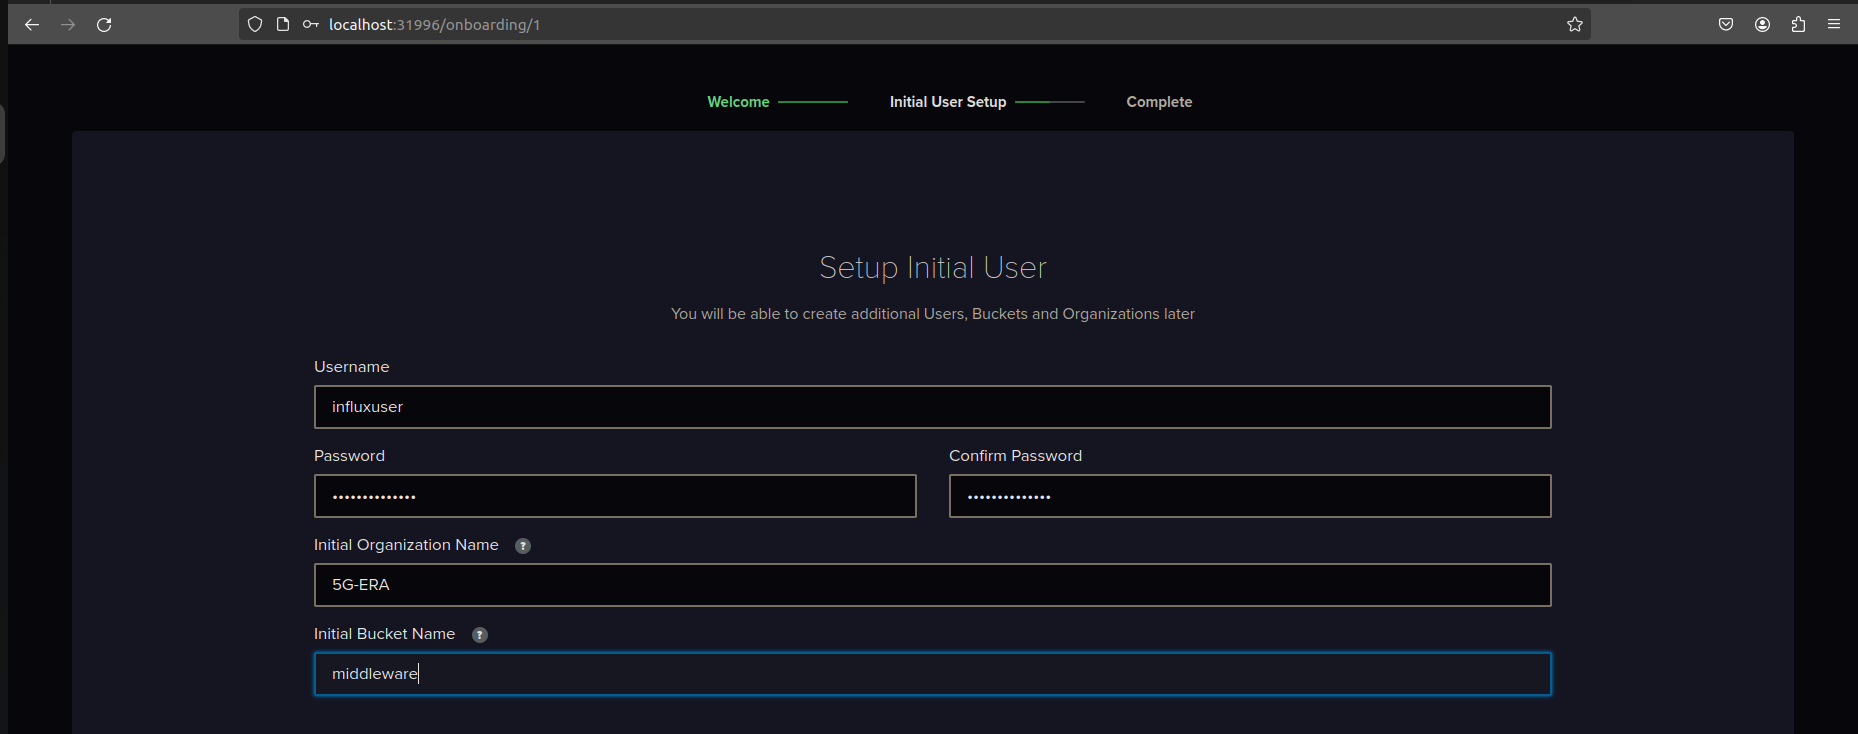 localhost:31996/onboarding/1
Welcome Initial User Setup Complete
Setup Initial User
You will be able to create additional Users, Buckets and Organizations later
Username
influxuser
Password Confirm Password
•••••••••••••• ••••••••••••••
Initial Organization Name ?
5G-ERA
Initial Bucket Name ?
middleware